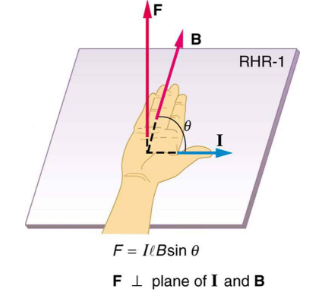 F
B
RHR-1
θ
I
F = IℓBsin θ
F ⊥ plane of I and B